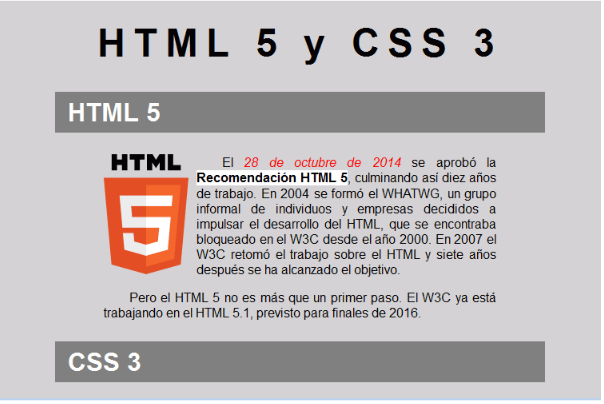 HTML 5 y CSS 3
HTML 5
HTML
5
El 28 de octubre de 2014 se aprobó la
Recomendación HTML 5, culminando así diez años
de trabajo. En 2004 se formó el WHATWG, un grupo
informal de individuos y empresas decididos a
impulsar el desarrollo del HTML, que se encontraba
bloqueado en el W3C desde el año 2000. En 2007 el
W3C retomó el trabajo sobre el HTML y siete años
después se ha alcanzado el objetivo.
Pero el HTML 5 no es más que un primer paso. El W3C ya está
trabajando en el HTML 5.1, previsto para finales de 2016.
CSS 3